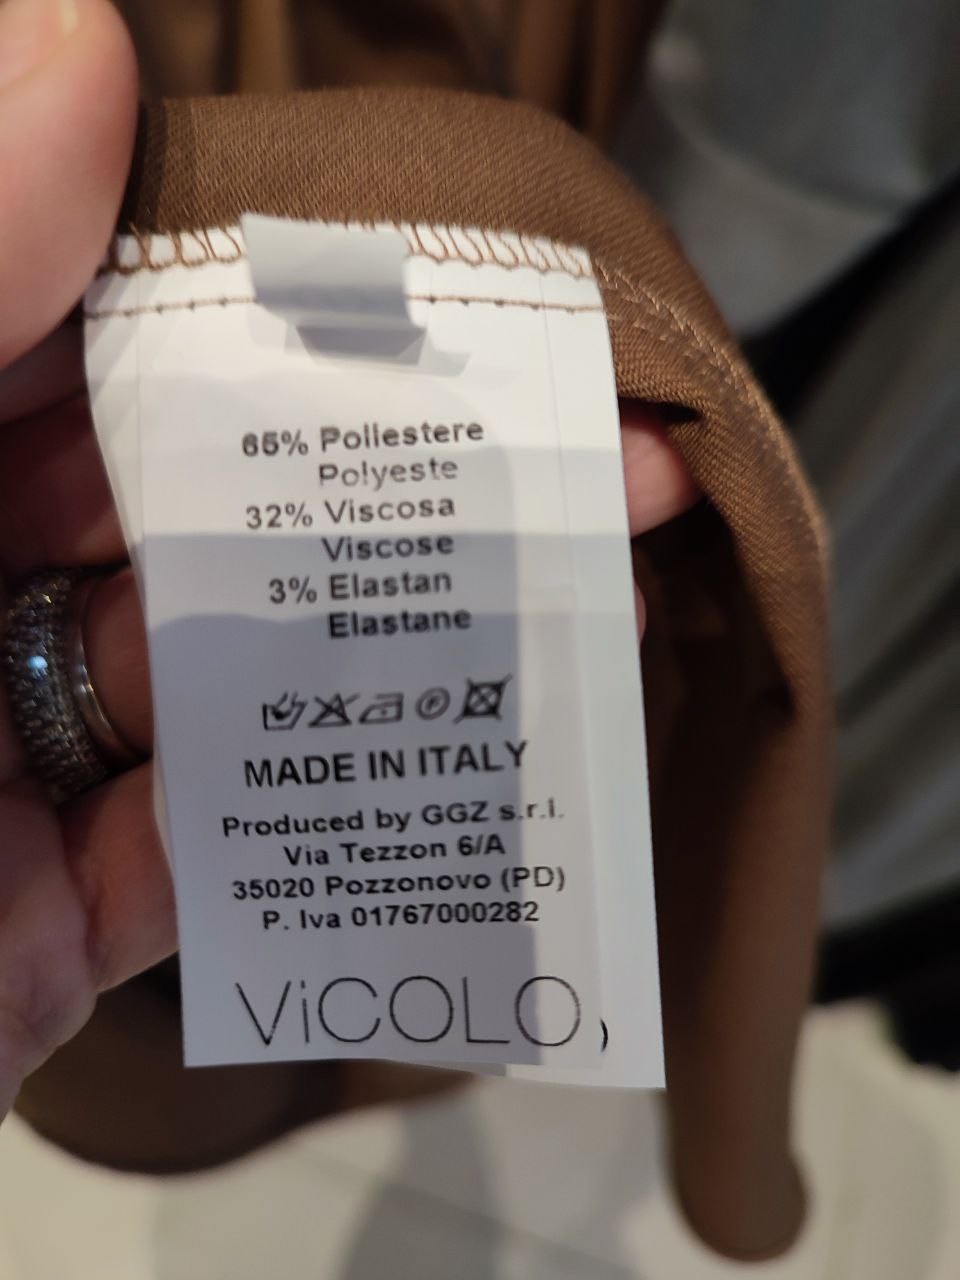 65% Poliestere
Polyeste
32% Viscosa
Viscose
3% Elastan
Elastane
P
MADE IN ITALY
Produced by GGZ s.r.l.
Via Tezzon 6/A
35020 Pozzonovo (PD)
P. Iva 01767000282
ViCOLO